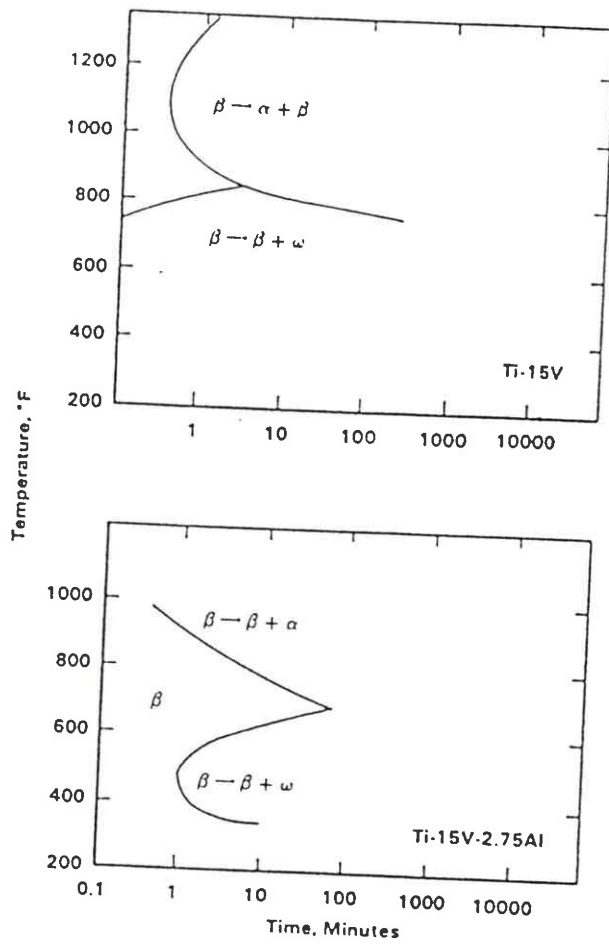 1200
β → α + β
1000
800
β → β + ω
600
400
Ti-15V
200
1 10 100 1000 10000
Temperature, °F
1000
β → β + α
800
β
600
β → β + ω
400
Ti-15V-2.75Al
200
0.1 1 10 100 1000 10000
Time, Minutes